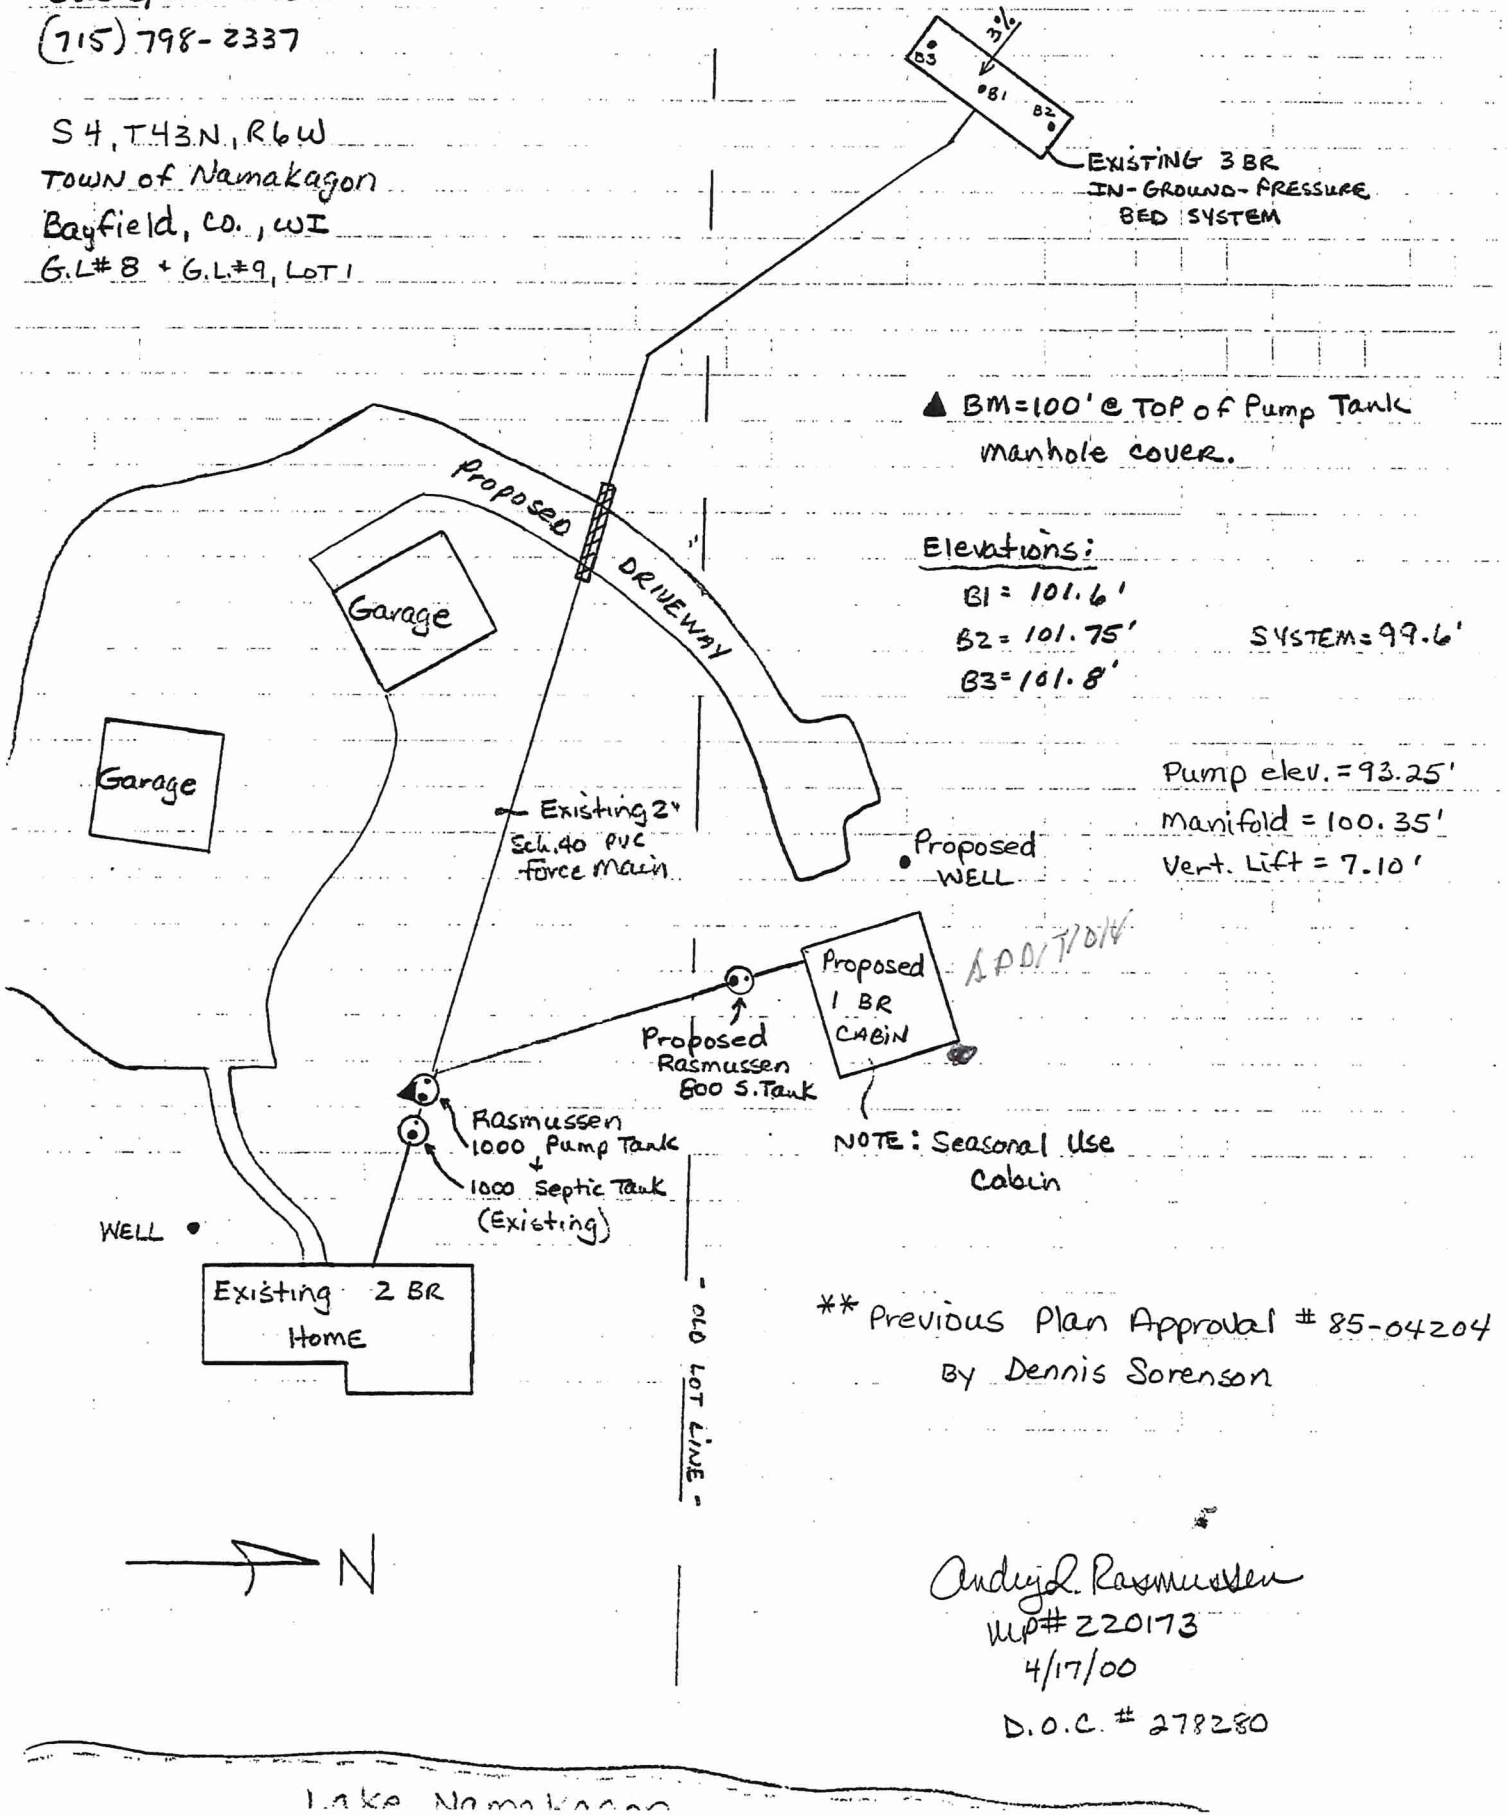 (715) 798-2337
S 4, T43N, R6W
TOWN of Namakagon
Bayfield, CO., WI
G.L# 8 + G.L.#9, LOT 1
3%
B3
B1
B2
EXISTING 3 BR
IN-GROUND-PRESSURE
BED SYSTEM
▲ BM=100' @ TOP of Pump Tank
manhole cover.
Proposed
DRIVEWAY
Garage
Garage
Elevations:
B1 = 101.6'
B2 = 101.75'
B3 = 101.8'
SYSTEM = 99.6'
Pump elev. = 93.25'
Manifold = 100.35'
Vert. Lift = 7.10'
Existing 2"
Sch.40 PVC
force Main
Proposed
WELL
Proposed
1 BR
CABIN
ADDITION
Proposed
Rasmussen
800 S.Tank
NOTE: Seasonal Use
Cabin
Rasmussen
1000 Pump Tank
+
1000 Septic Tank
(Existing)
WELL
Existing 2 BR
Home
- OLD LOT LINE -
** Previous Plan Approval # 85-04204
By Dennis Sorenson
N
Rasmussen
MP# 220173
4/17/00
D.O.C. # 278280
Lake Namakagon